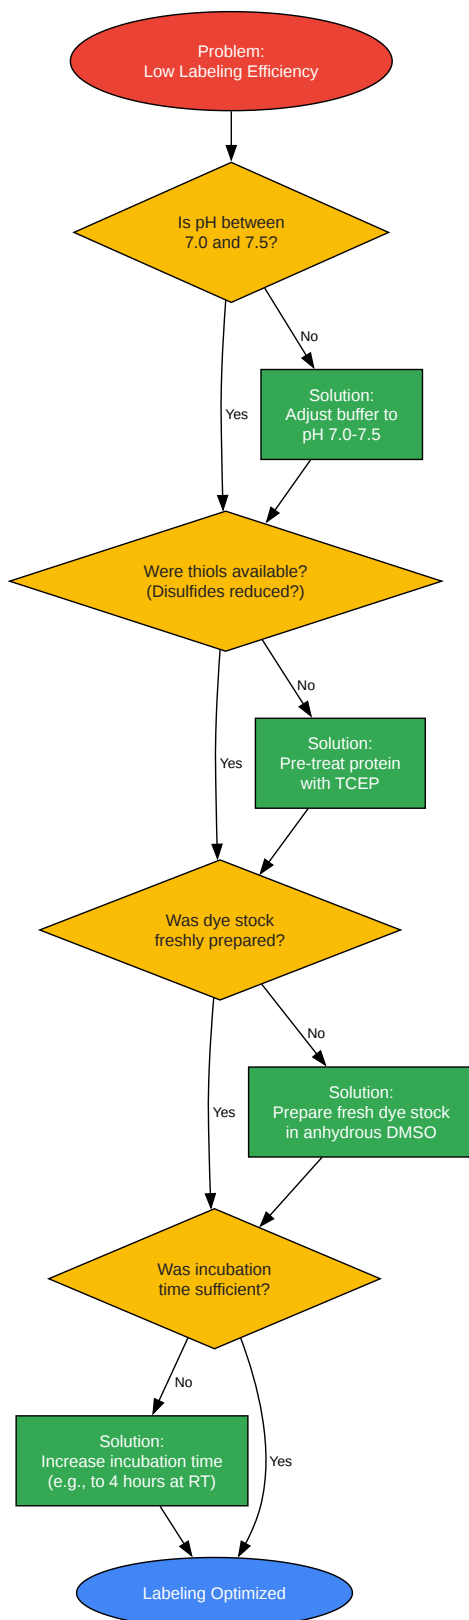 Problem:
Low Labeling Efficiency
Is pH between
7.0 and 7.5?
No
Yes
Solution:
Adjust buffer to
pH 7.0-7.5
Were thiols available?
(Disulfides reduced?)
No
Yes
Solution:
Pre-treat protein
with TCEP
Was dye stock
freshly prepared?
No
Yes
Solution:
Prepare fresh dye stock
in anhydrous DMSO
Was incubation
time sufficient?
No
Yes
Solution:
Increase incubation time
(e.g., to 4 hours at RT)
Labeling Optimized